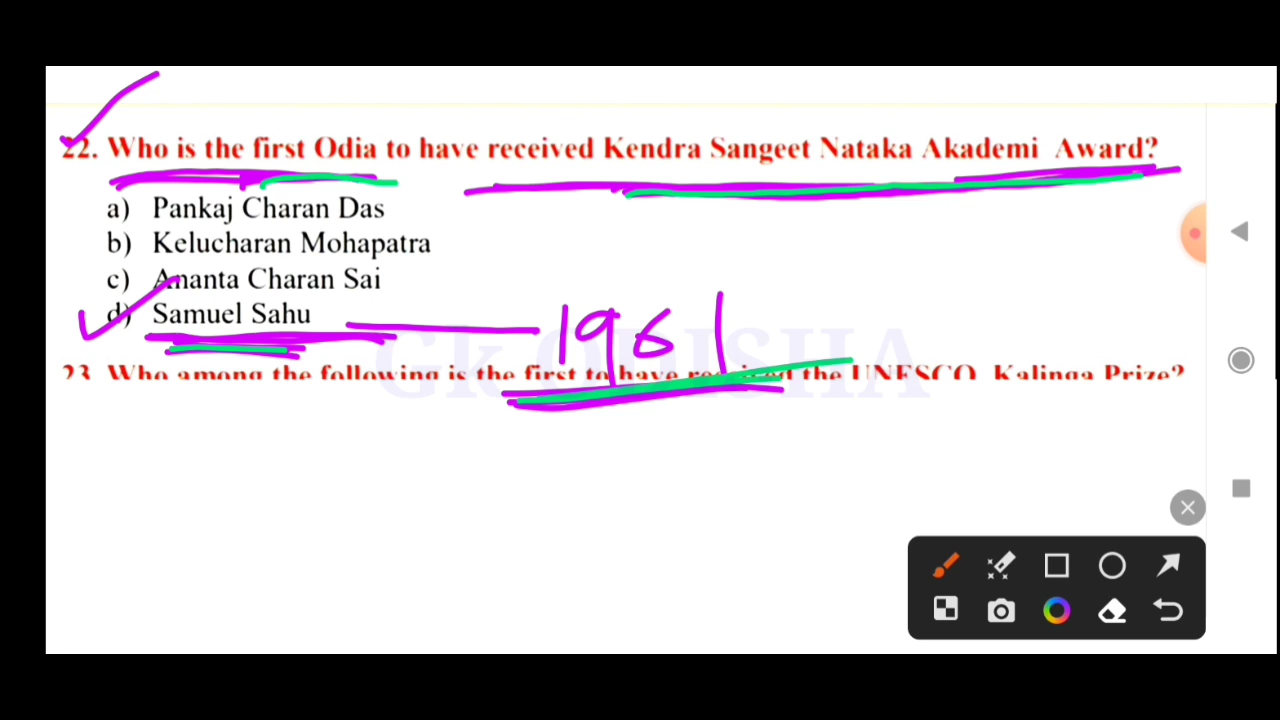 22. Who is the first Odia to have received Kendra Sangeet Nataka Akademi Award?
a) Pankaj Charan Das
b) Kelucharan Mohapatra
c) Ananta Charan Sai
d) Samuel Sahu
1961
Gk ODISHA
23. Who among the following is the first to have received the UNESCO Kalinga Prize?